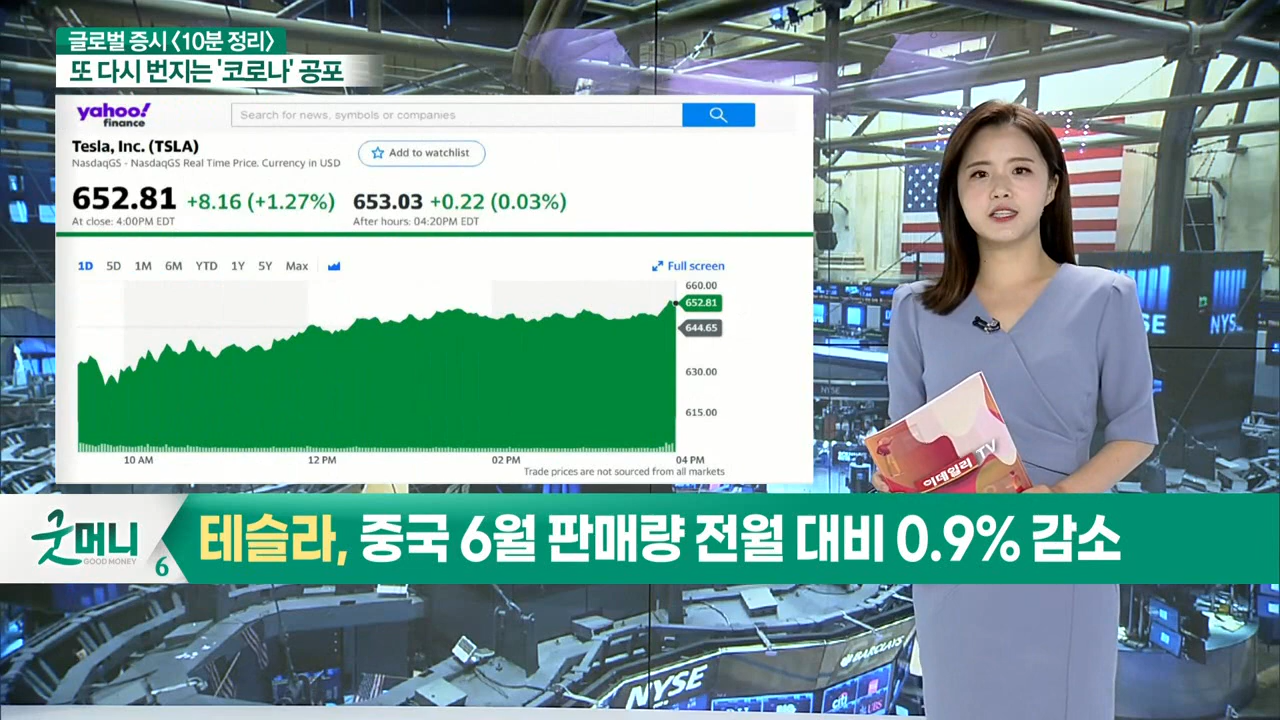 글로벌 증시 <10분 정리>
또 다시 번지는 '코로나' 공포
yahoo!
finance
Search for news, symbols or companies
Tesla, Inc. (TSLA)
NasdaqGS - NasdaqGS Real Time Price. Currency in USD
Add to watchlist
652.81 +8.16 (+1.27%) 653.03 +0.22 (0.03%)
At close: 4:00PM EDT After hours: 04:20PM EDT
1D 5D 1M 6M YTD 1Y 5Y Max Full screen
660.00
652.81
644.65
630.00
615.00
10 AM 12 PM 02 PM 04 PM
Trade prices are not sourced from all markets
이데일리 TV
NYSE
굿머니
GOOD MONEY
6
테슬라, 중국 6월 판매량 전월 대비 0.9% 감소
NYSE
BARCLAYS
citi
UBS